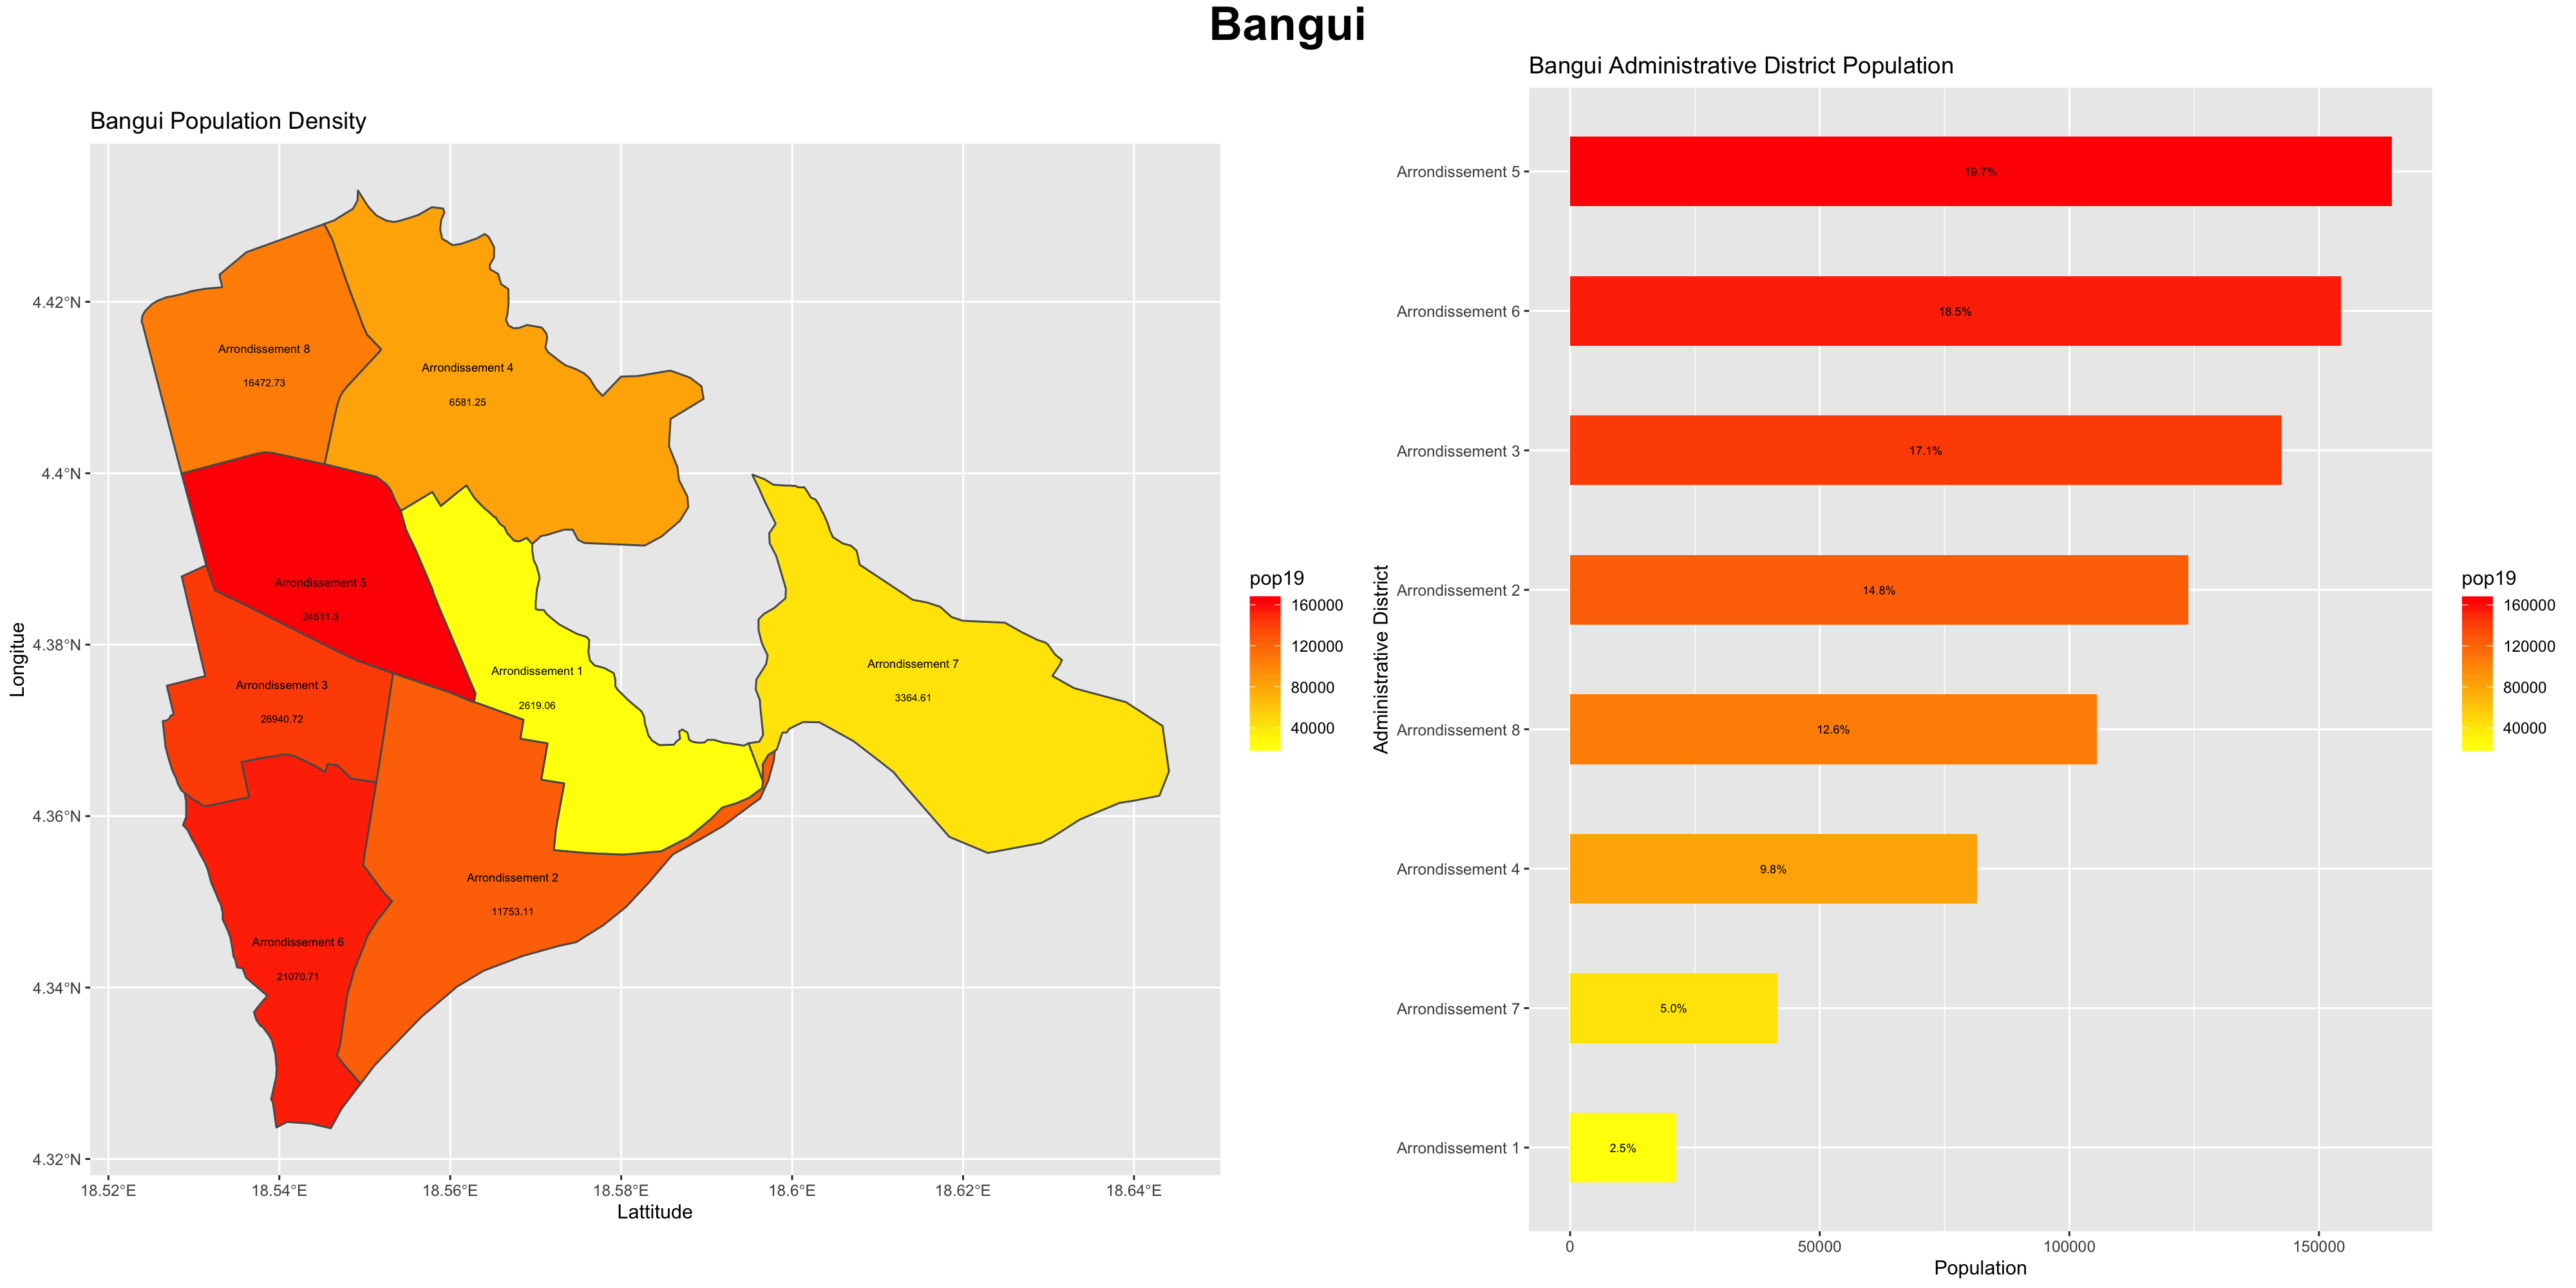 Bangui
Bangui Population Density
Longitue
4.42°N
4.4°N
4.38°N
4.36°N
4.34°N
4.32°N
Arrondissement 8
16472.73
Arrondissement 4
6581.25
Arrondissement 5
24511.3
Arrondissement 1
2619.06
Arrondissement 7
3364.61
Arrondissement 3
26940.72
Arrondissement 2
11753.11
Arrondissement 6
21070.71
18.52°E 18.54°E 18.56°E 18.58°E 18.6°E 18.62°E 18.64°E
Lattitude
pop19
160000
120000
80000
40000
Bangui Administrative District Population
Administrative District
Arrondissement 5 19.7%
Arrondissement 6 18.5%
Arrondissement 3 17.1%
Arrondissement 2 14.8%
Arrondissement 8 12.6%
Arrondissement 4 9.8%
Arrondissement 7 5.0%
Arrondissement 1 2.5%
0 50000 100000 150000
Population
pop19
160000
120000
80000
40000